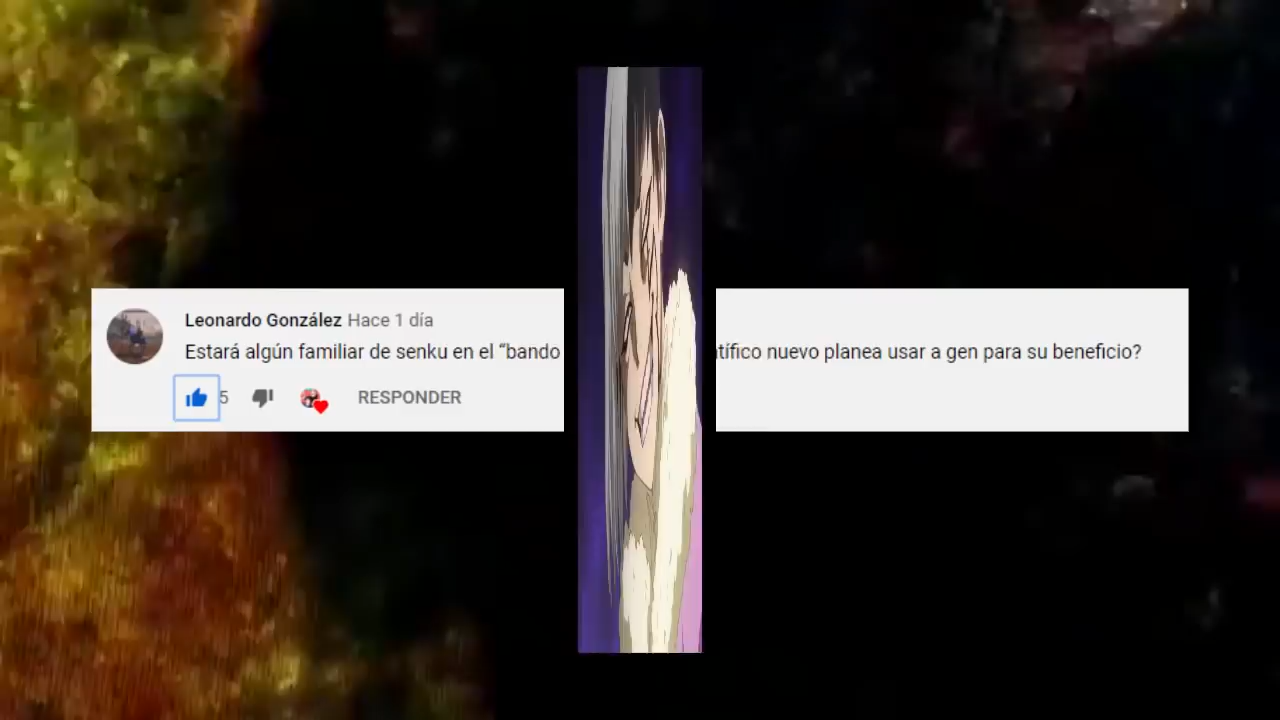 Leonardo González Hace 1 día
Estará algún familiar de senku en el “bando tífico nuevo planea usar a gen para su beneficio?
5 RESPONDER